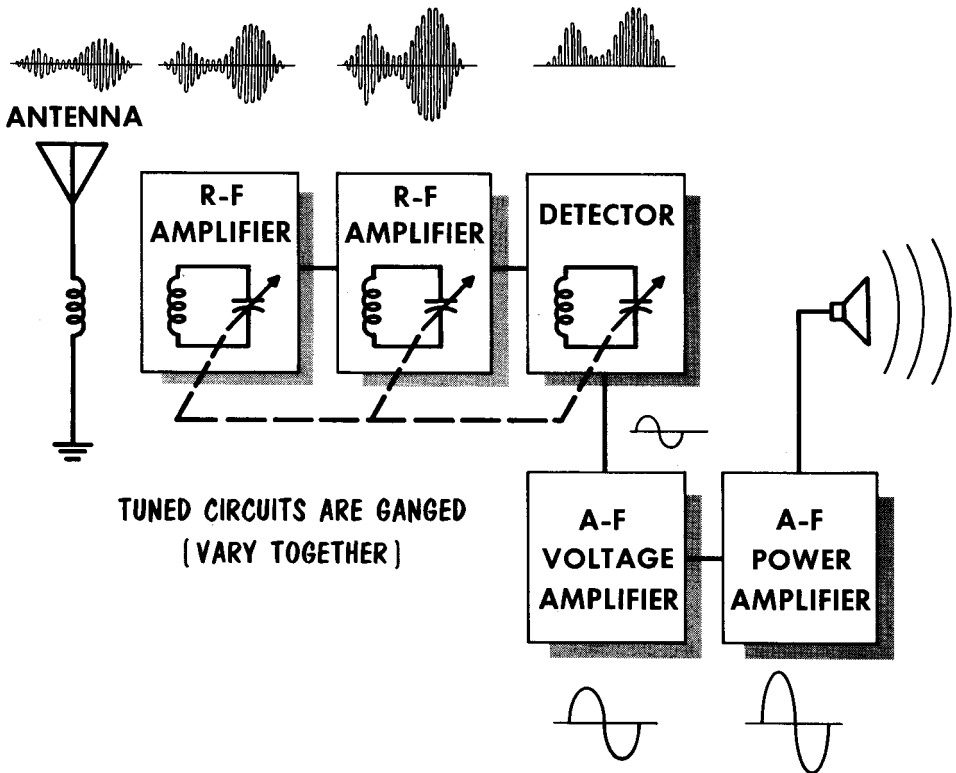 ANTENNA
R-F
AMPLIFIER
R-F
AMPLIFIER
DETECTOR
TUNED CIRCUITS ARE GANGED
(VARY TOGETHER)
A-F
VOLTAGE
AMPLIFIER
A-F
POWER
AMPLIFIER